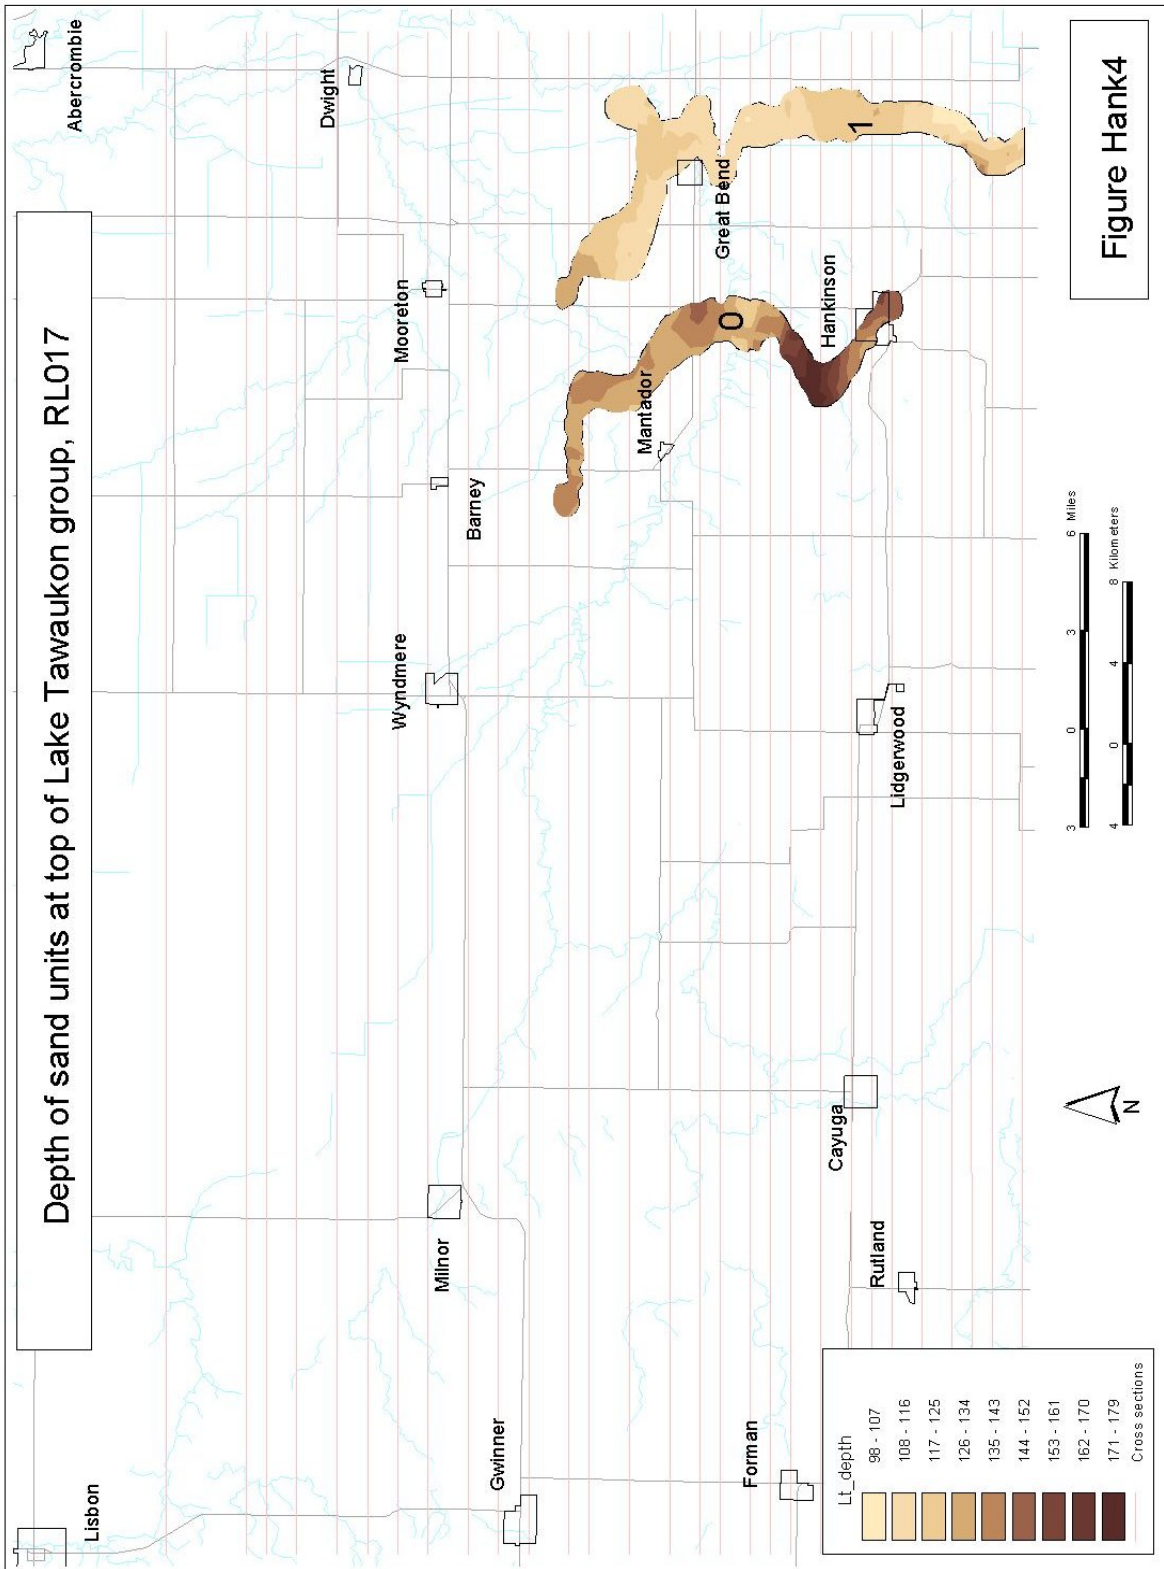 Depth of sand units at top of Lake Tawaukon group, RL017
Lisbon
Abercrombie
Dwight
Mooreton
Barney
Wyndmere
Milnor
Gwinner
Great Bend
Mantador
0
1
Hankinson
Lidgerwood
Cayuga
Rutland
Forman
Lt_depth
98 - 107
108 - 116
117 - 125
126 - 134
135 - 143
144 - 152
153 - 161
162 - 170
171 - 179
Cross sections
N
3 0 3 6 Miles
4 0 4 8 Kilometers
Figure Hank4